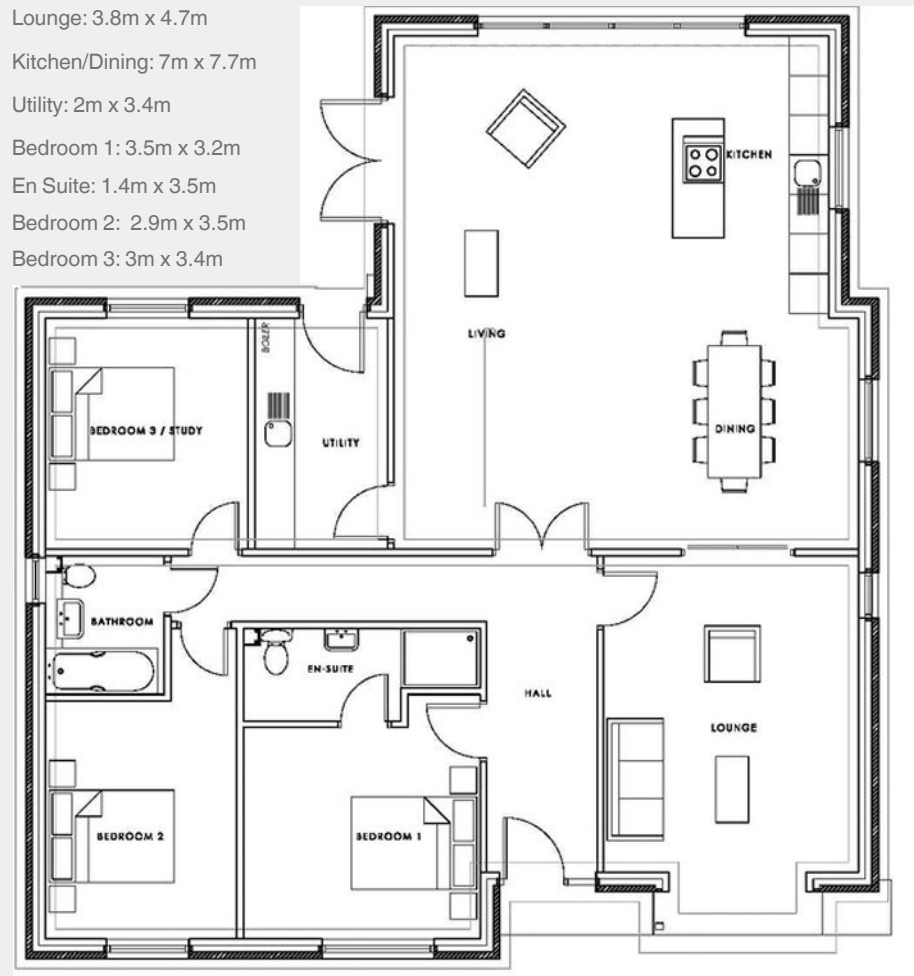 Lounge: 3.8m x 4.7m
Kitchen/Dining: 7m x 7.7m
Utility: 2m x 3.4m
Bedroom 1: 3.5m x 3.2m
En Suite: 1.4m x 3.5m
Bedroom 2: 2.9m x 3.5m
Bedroom 3: 3m x 3.4m
KITCHEN
LIVING
BOILER
BEDROOM 3 / STUDY
UTILITY
DINING
BATHROOM
EN-SUITE
HALL
LOUNGE
BEDROOM 2
BEDROOM 1